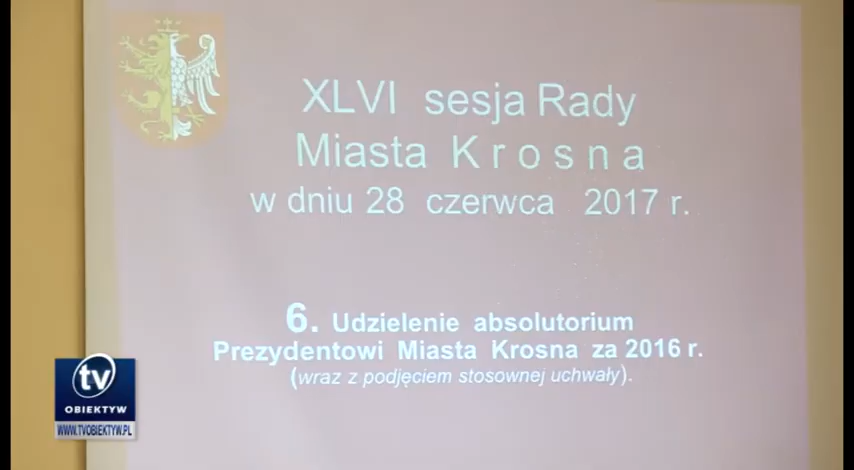 XLVI sesja Rady
Miasta K r o s n a
w dniu 28 czerwca 2017 r.
6. Udzielenie absolutorium
Prezydentowi Miasta Krosna za 2016 r.
(wraz z podjęciem stosownej uchwały).
tv
OBIEKTYW
WWW.TVOBIEKTYW.PL